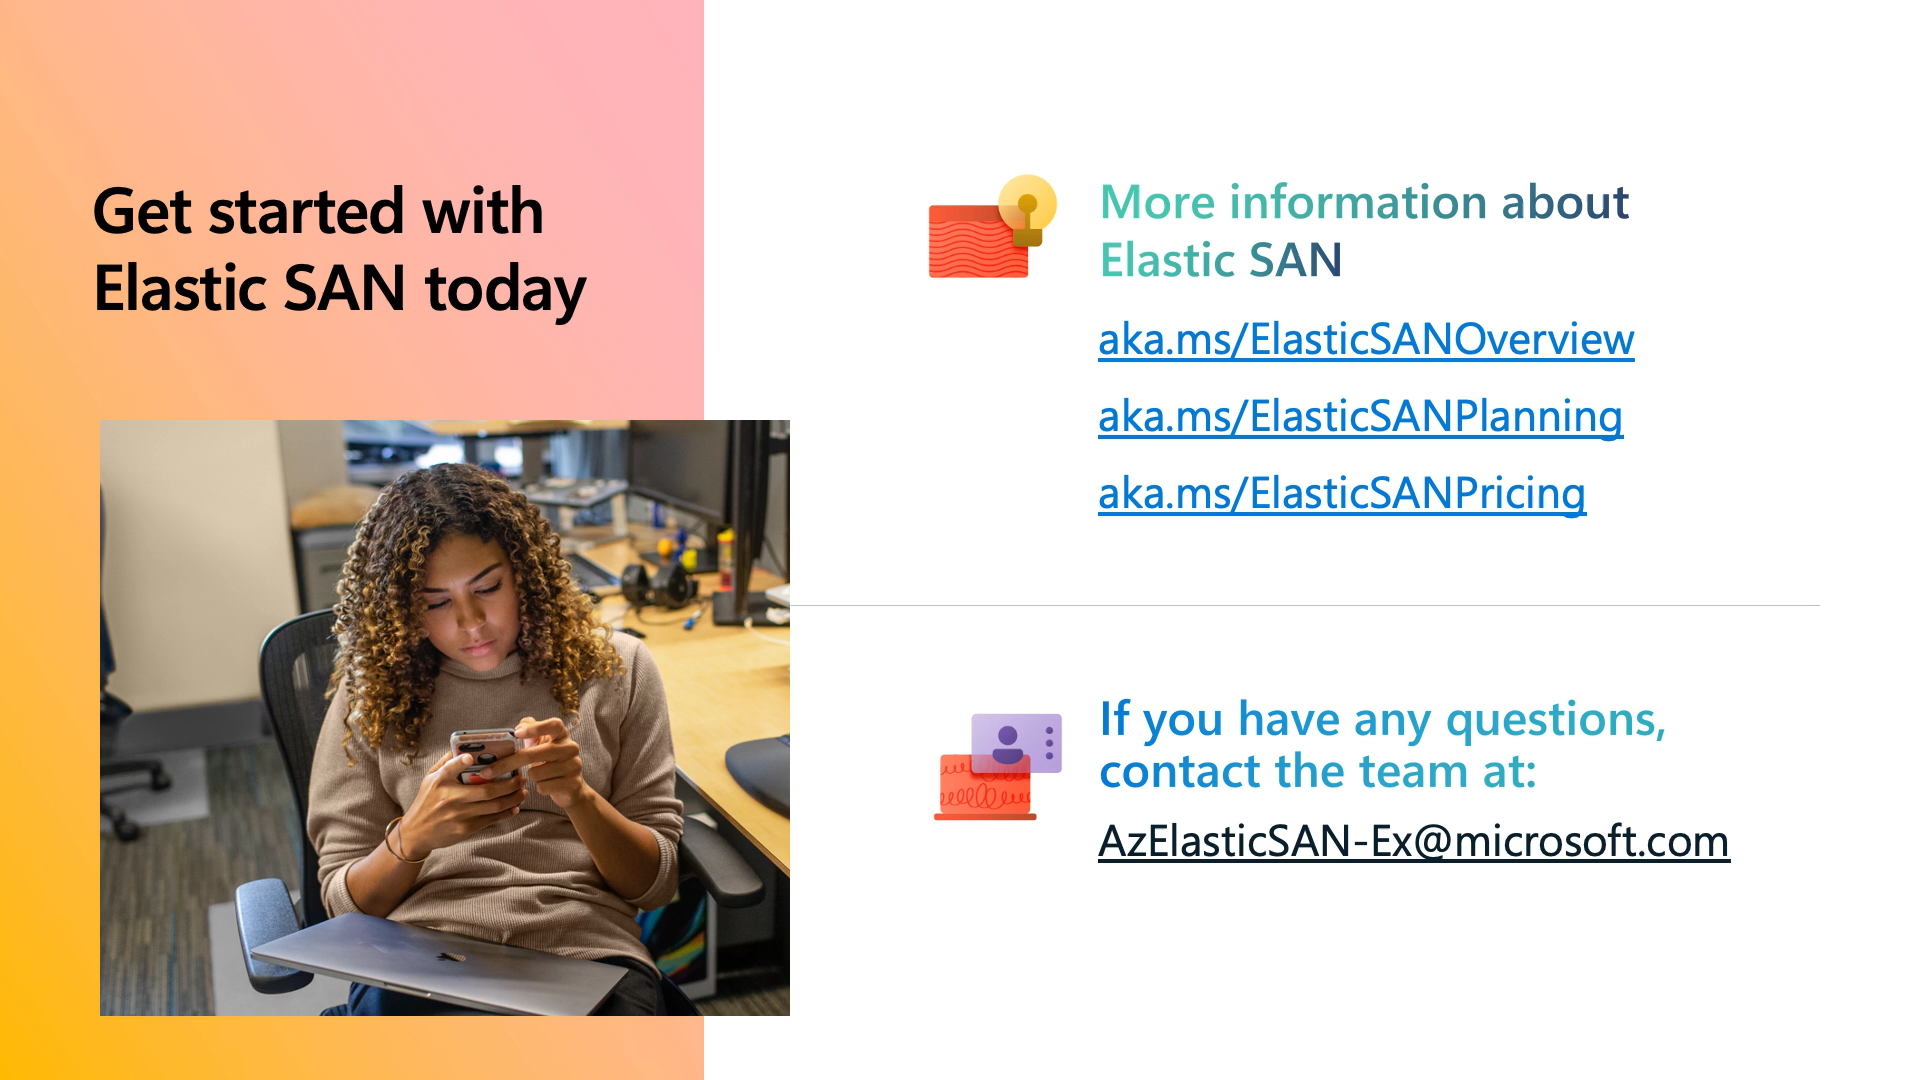 Get started with
Elastic SAN today
More information about
Elastic SAN
aka.ms/ElasticSANOverview
aka.ms/ElasticSANPlanning
aka.ms/ElasticSANPricing
If you have any questions,
contact the team at:
AzElasticSAN-Ex@microsoft.com